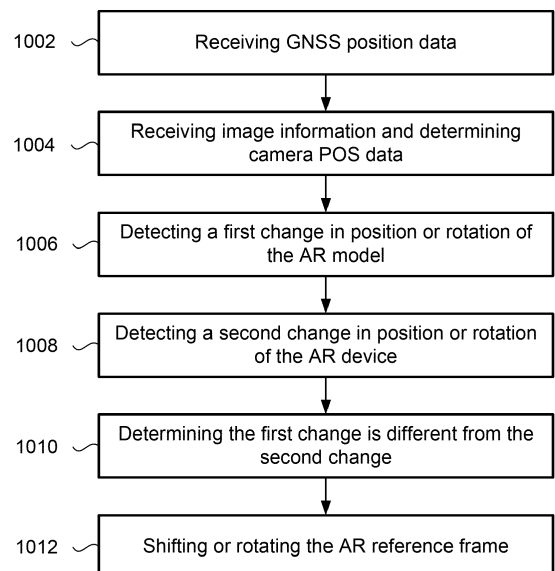 1002
Receiving GNSS position data
1004
Receiving image information and determining
camera POS data
1006
Detecting a first change in position or rotation of
the AR model
1008
Detecting a second change in position or rotation
of the AR device
1010
Determining the first change is different from the
second change
1012
Shifting or rotating the AR reference frame